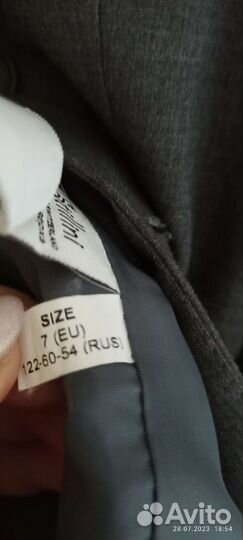 SIZE
7 (EU)
122-60-54 (RUS)
Avito
28.07.2023 18:54